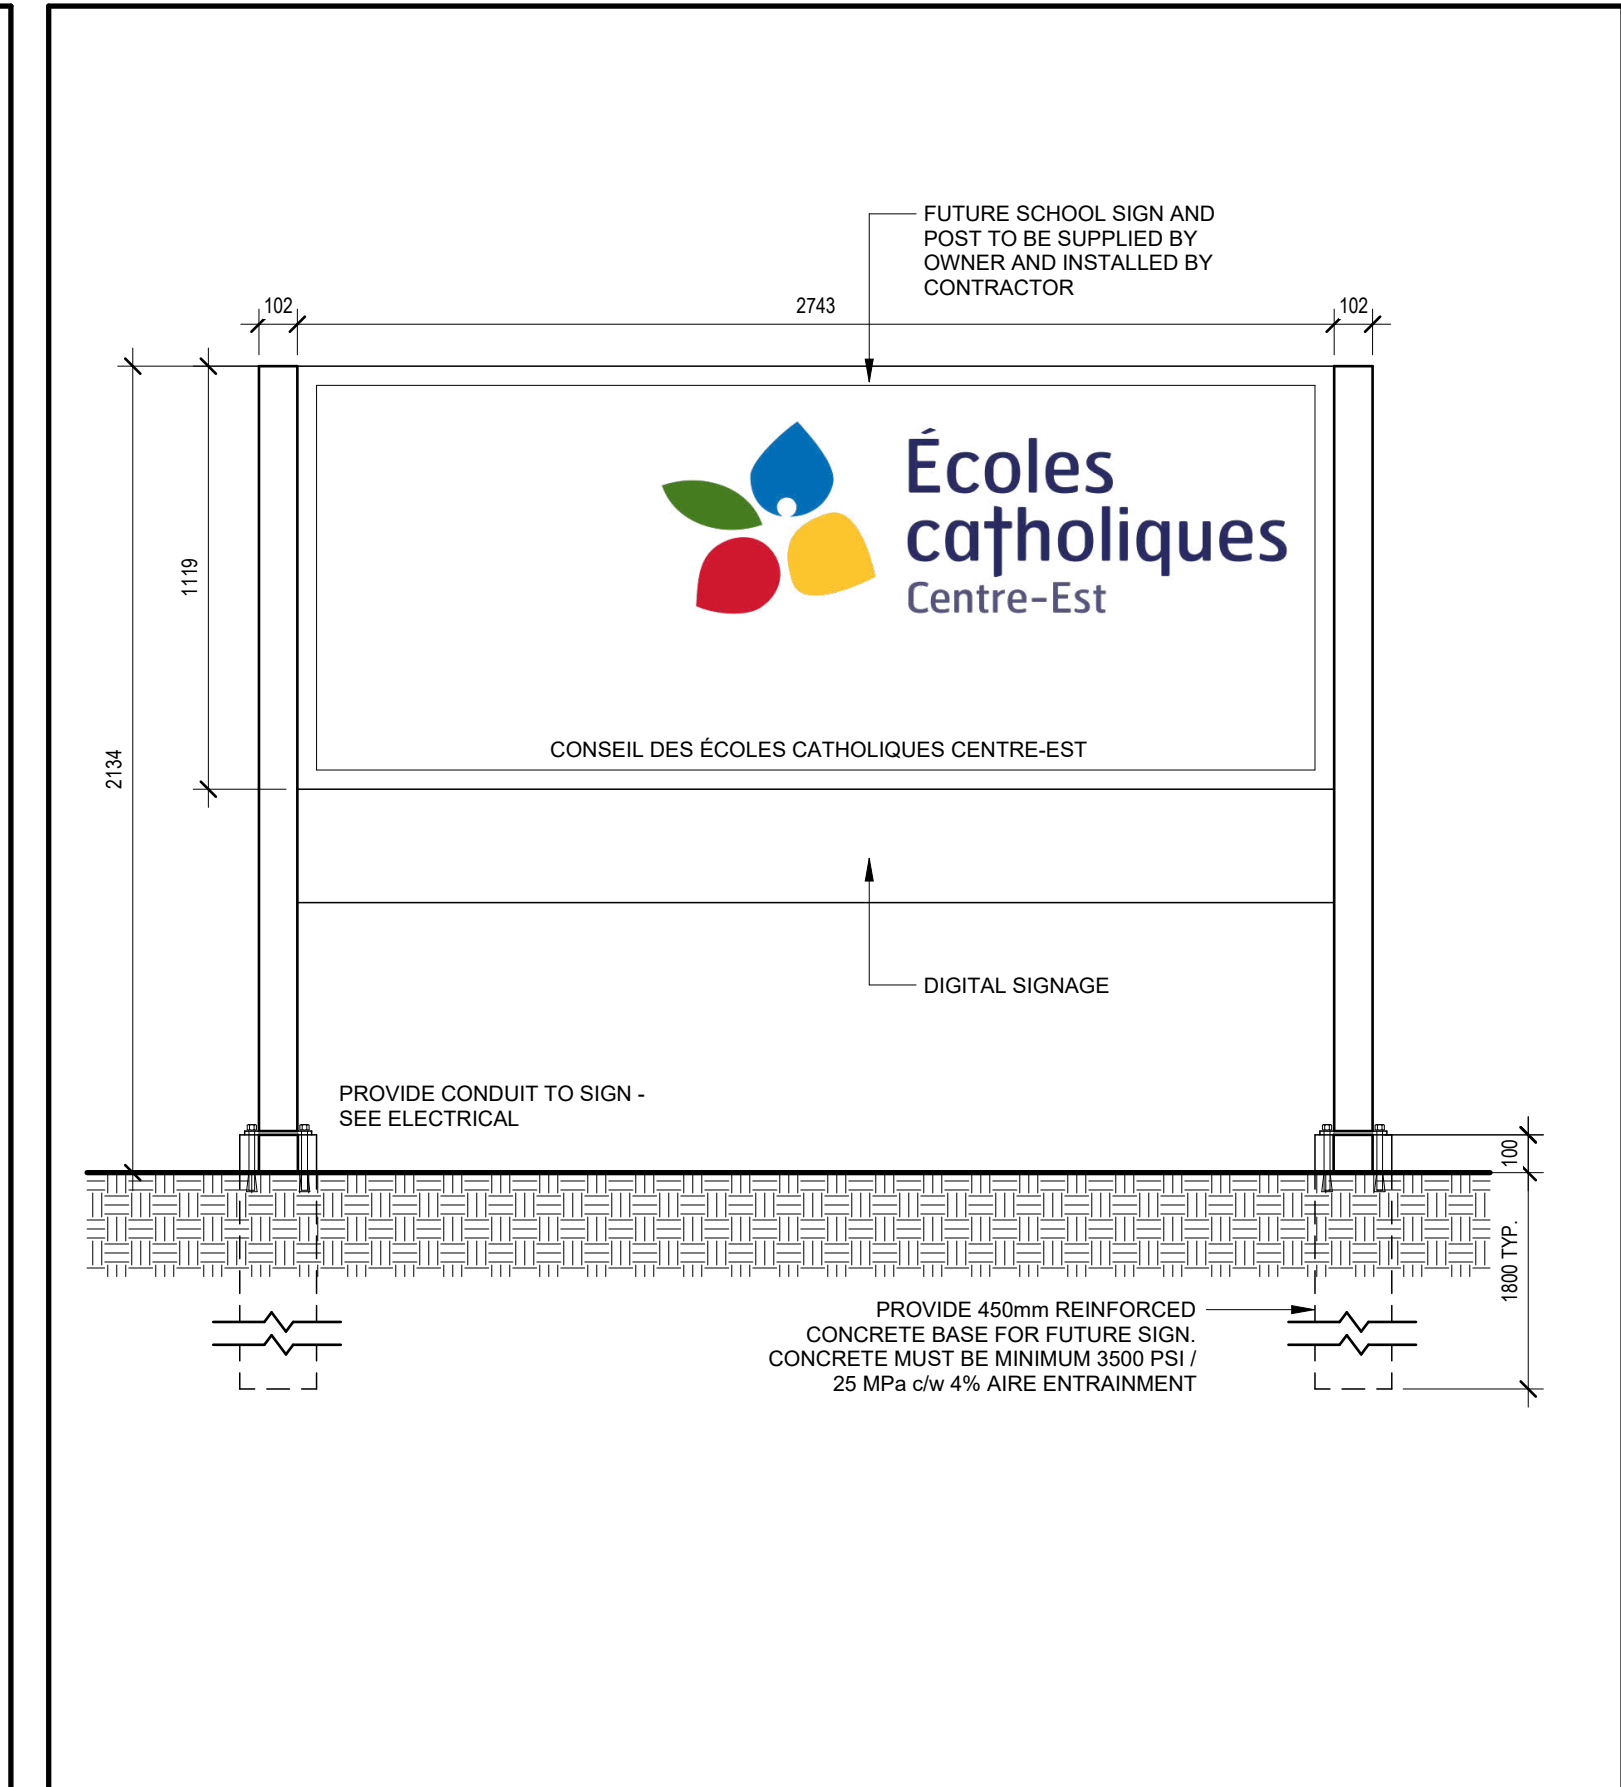 FUTURE SCHOOL SIGN AND
POST TO BE SUPPLIED BY
OWNER AND INSTALLED BY
CONTRACTOR
102
2743
102
Écoles
catholiques
Centre-Est
1119
2134
CONSEIL DES ÉCOLES CATHOLIQUES CENTRE-EST
DIGITAL SIGNAGE
PROVIDE CONDUIT TO SIGN -
SEE ELECTRICAL
100
1800 TYP.
PROVIDE 450mm REINFORCED
CONCRETE BASE FOR FUTURE SIGN.
CONCRETE MUST BE MINIMUM 3500 PSI /
25 MPa c/w 4% AIRE ENTRAINMENT